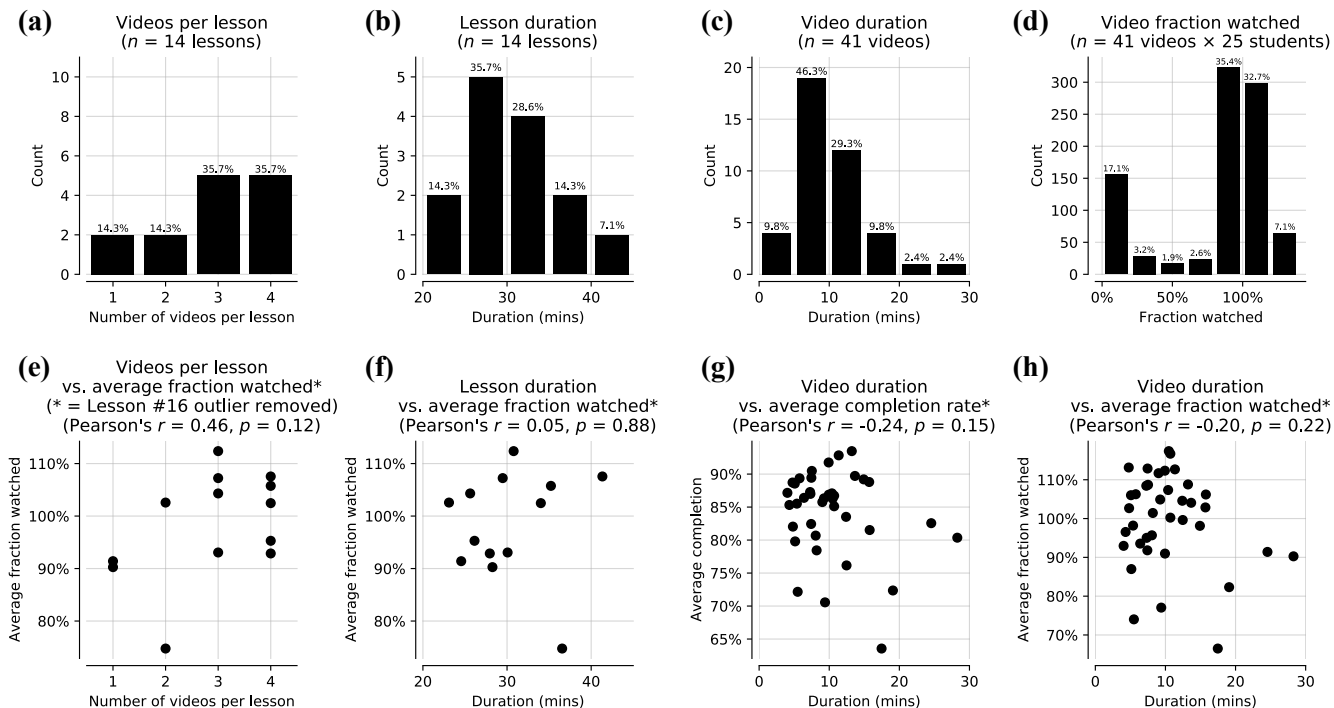 (a)
Videos per lesson
(n = 14 lessons)
10
8
6
4
2
0
Count
14.3%
14.3%
35.7%
35.7%
1 2 3 4
Number of videos per lesson
(b)
Lesson duration
(n = 14 lessons)
5
4
3
2
1
0
Count
14.3%
35.7%
28.6%
14.3%
7.1%
20 30 40
Duration (mins)
(c)
Video duration
(n = 41 videos)
20
15
10
5
0
Count
9.8%
46.3%
29.3%
9.8%
2.4%
2.4%
0 10 20 30
Duration (mins)
(d)
Video fraction watched
(n = 41 videos × 25 students)
300
250
200
150
100
50
0
Count
17.1%
3.2%
1.9%
2.6%
35.4%
32.7%
7.1%
0% 50% 100%
Fraction watched
(e)
Videos per lesson
vs. average fraction watched*
(* = Lesson #16 outlier removed)
(Pearson's r = 0.46, p = 0.12)
110%
100%
90%
80%
Average fraction watched
1 2 3 4
Number of videos per lesson
(f)
Lesson duration
vs. average fraction watched*
(Pearson's r = 0.05, p = 0.88)
110%
100%
90%
80%
Average fraction watched
20 30 40
Duration (mins)
(g)
Video duration
vs. average completion rate*
(Pearson's r = -0.24, p = 0.15)
90%
85%
80%
75%
70%
65%
Average completion
0 10 20 30
Duration (mins)
(h)
Video duration
vs. average fraction watched*
(Pearson's r = -0.20, p = 0.22)
110%
100%
90%
80%
70%
Average fraction watched
0 10 20 30
Duration (mins)